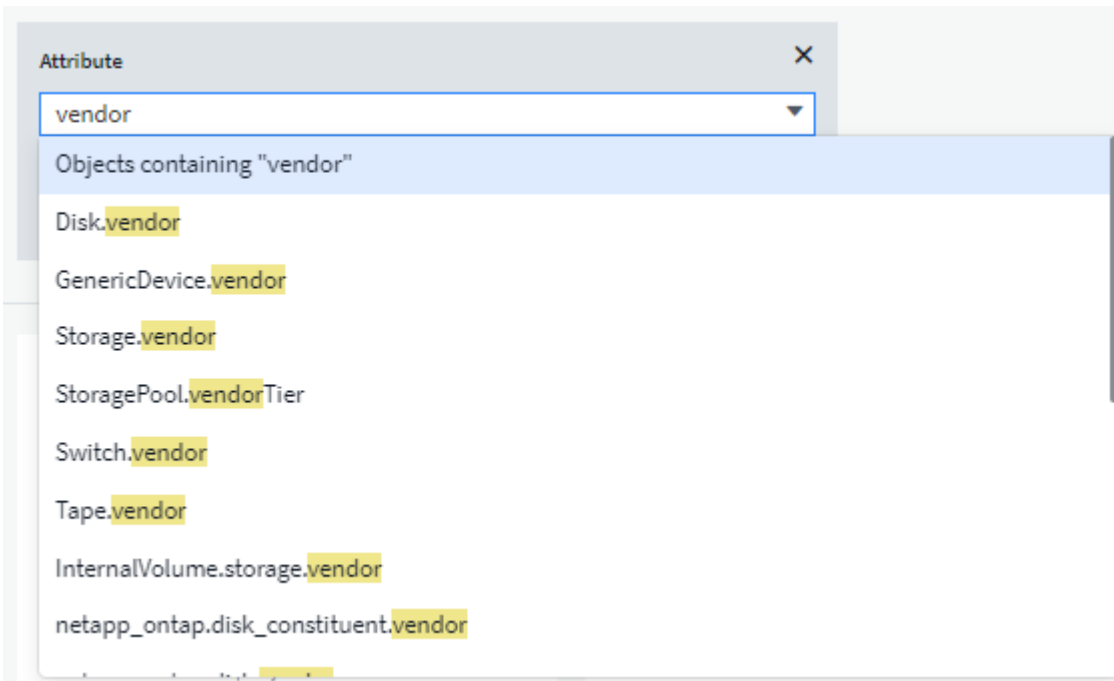 Attribute
vendor
Objects containing "vendor"
Disk.vendor
GenericDevice.vendor
Storage.vendor
StoragePool.vendorTier
Switch.vendor
Tape.vendor
InternalVolume.storage.vendor
netapp_ontap.disk_constituent.vendor